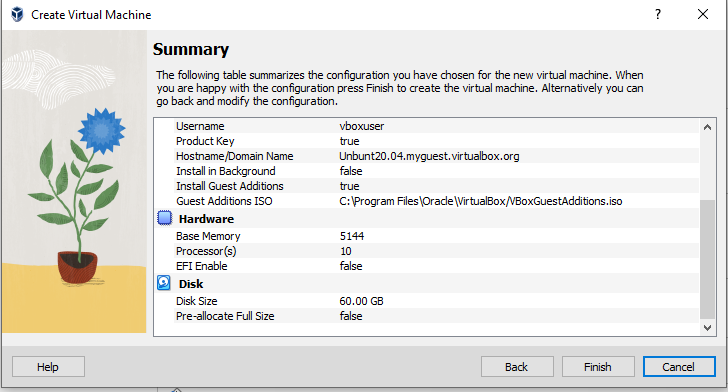 Create Virtual Machine
Summary
The following table summarizes the configuration you have chosen for the new virtual machine. When
you are happy with the configuration press Finish to create the virtual machine. Alternatively you can
go back and modify the configuration.
Username vboxuser
Product Key true
Hostname/Domain Name Unbunt20.04.myguest.virtualbox.org
Install in Background false
Install Guest Additions true
Guest Additions ISO C:\Program Files\Oracle\VirtualBox/VBoxGuestAdditions.iso
Hardware
Base Memory 5144
Processor(s) 10
EFI Enable false
Disk
Disk Size 60.00 GB
Pre-allocate Full Size false
Help Back Finish Cancel